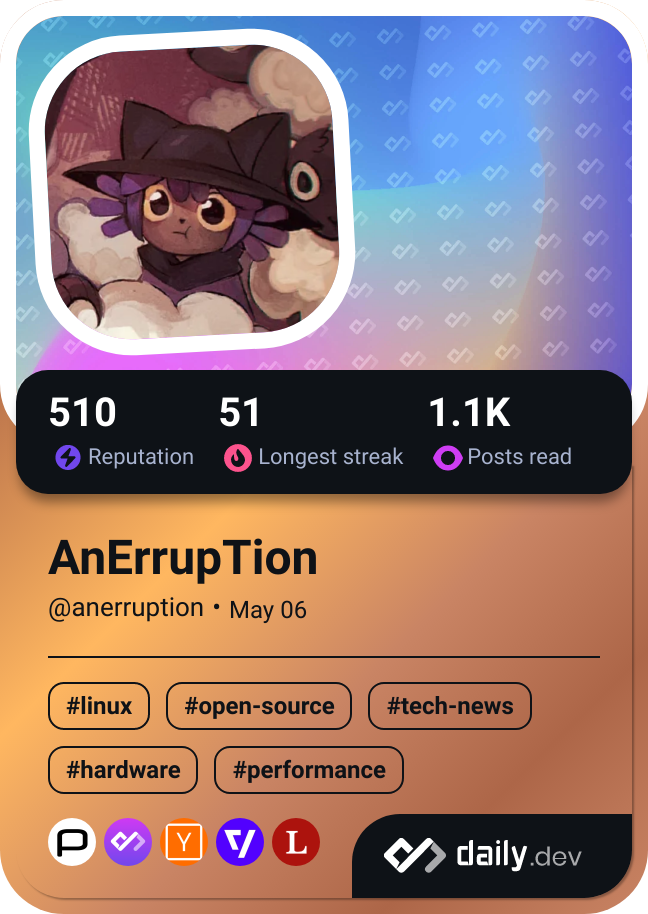 510 51 1.1K
Reputation Longest streak Posts read
AnErrupTion
@anerruption • May 06
#linux #open-source #tech-news
#hardware #performance
P Y L daily.dev